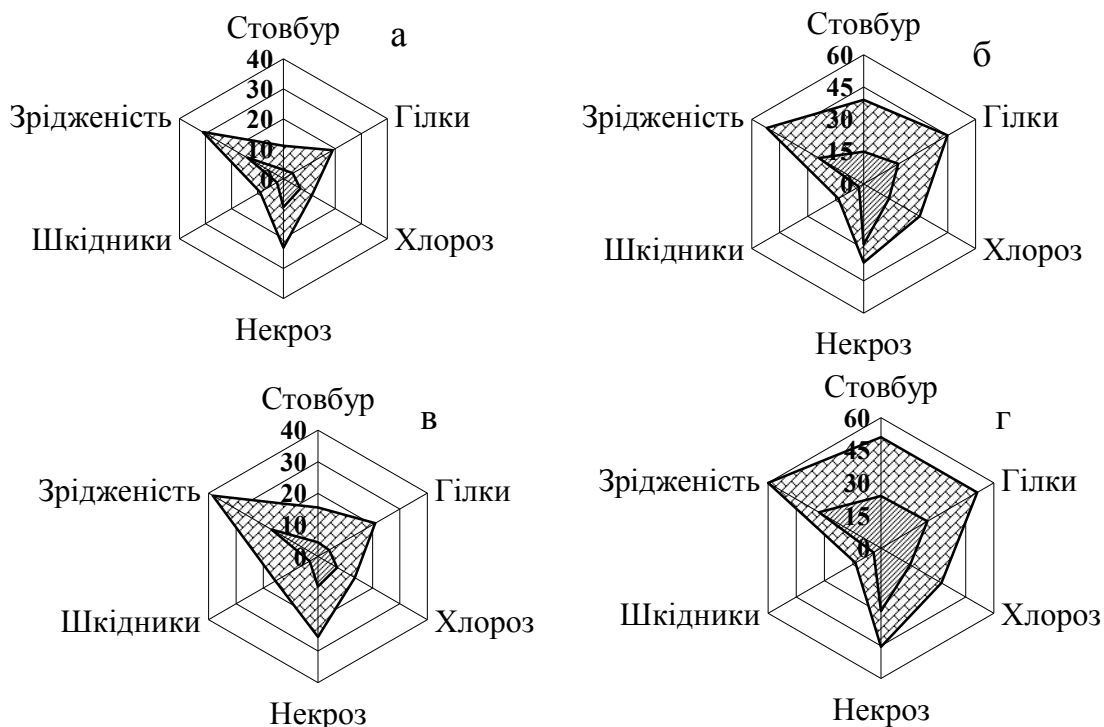 Стовбур
а
40
30
20
10
0
Зрідженість
Гілки
Шкідники
Хлороз
Некроз
Стовбур
б
60
45
30
15
0
Зрідженість
Гілки
Шкідники
Хлороз
Некроз
Стовбур
в
40
30
20
10
0
Зрідженість
Гілки
Шкідники
Хлороз
Некроз
Стовбур
г
60
45
30
15
0
Зрідженість
Гілки
Шкідники
Хлороз
Некроз